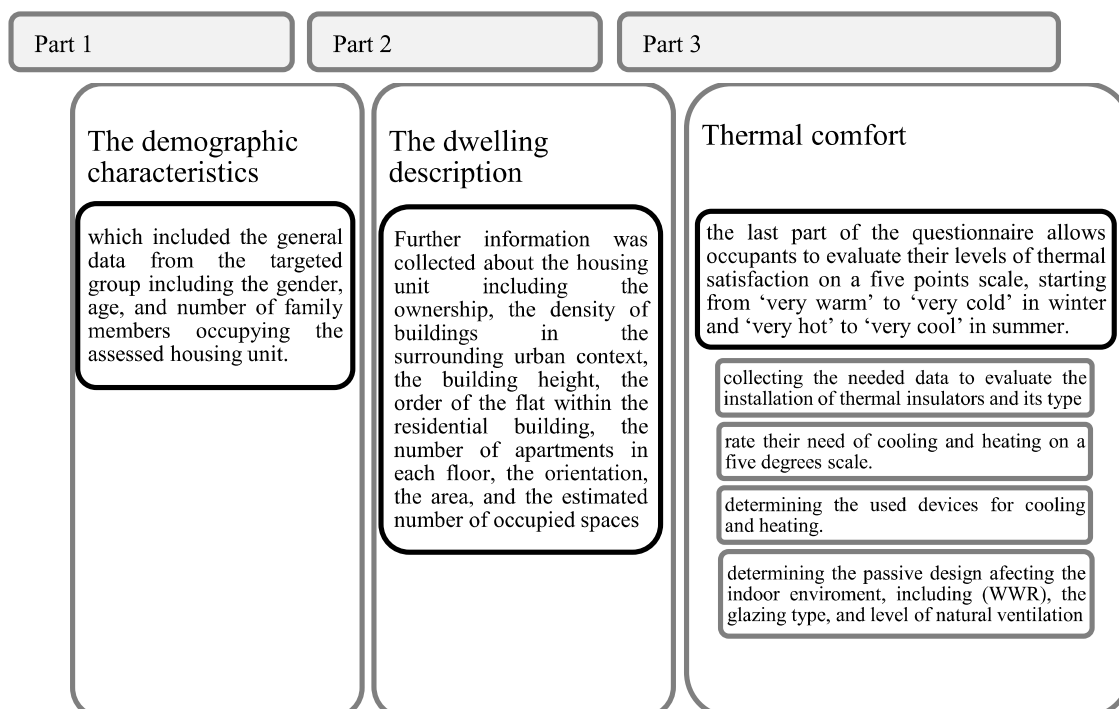 Part 1
Part 2
Part 3
The demographic
characteristics
which included the general
data from the targeted
group including the gender,
age, and number of family
members occupying the
assessed housing unit.
The dwelling
description
Further information was
collected about the housing
unit including the
ownership, the density of
buildings in the
surrounding urban context,
the building height, the
order of the flat within the
residential building, the
number of apartments in
each floor, the orientation,
the area, and the estimated
number of occupied spaces
Thermal comfort
the last part of the questionnaire allows
occupants to evaluate their levels of thermal
satisfaction on a five points scale, starting
from ‘very warm’ to ‘very cold’ in winter
and ‘very hot’ to ‘very cool’ in summer.
collecting the needed data to evaluate the
installation of thermal insulators and its type
rate their need of cooling and heating on a
five degrees scale.
determining the used devices for cooling
and heating.
determining the passive design afecting the
indoor enviroment, including (WWR), the
glazing type, and level of natural ventilation